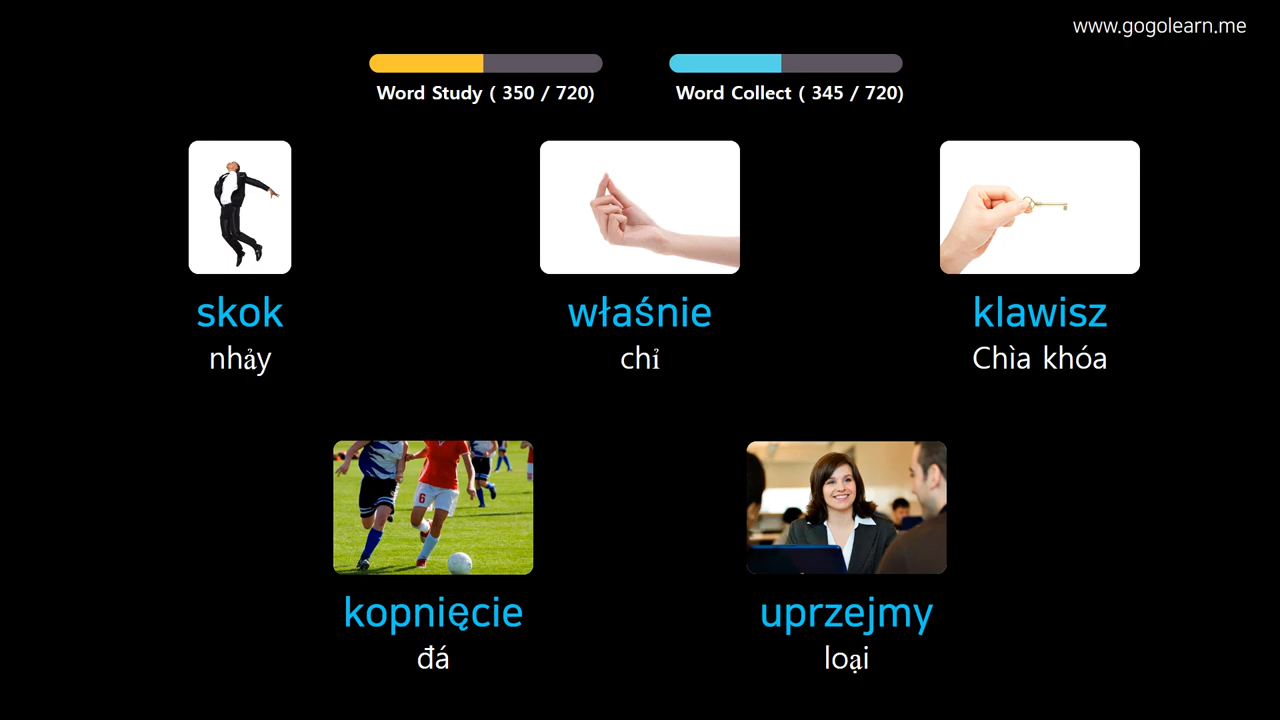 www.gogolearn.me
Word Study ( 350 / 720)
Word Collect ( 345 / 720)
skok
właśnie
klawisz
nhảy
chỉ
Chìa khóa
6
kopnięcie
uprzejmy
đá
loại